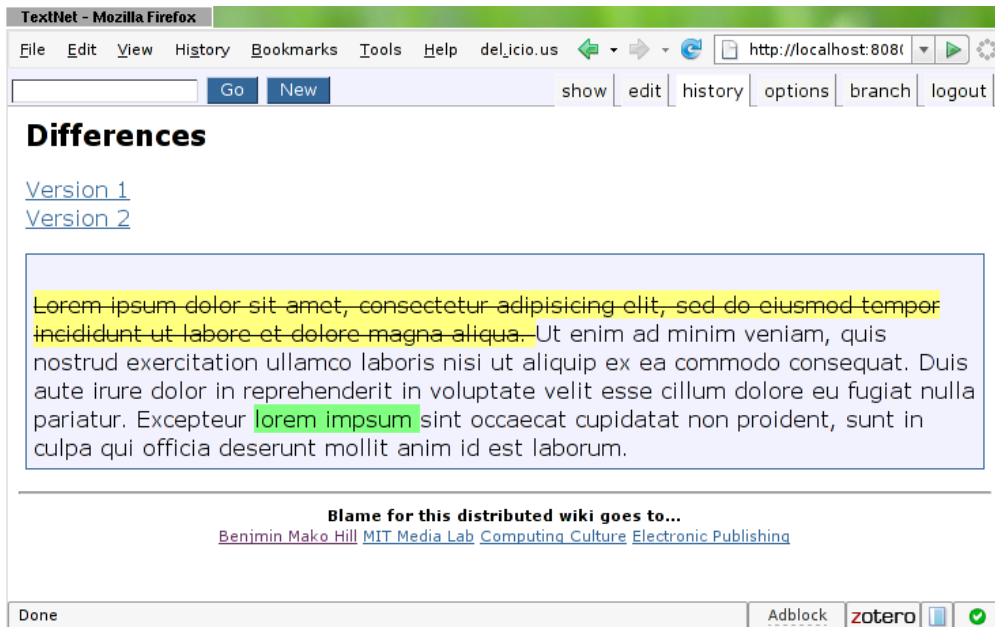 TextNet - Mozilla Firefox
File Edit View History Bookmarks Tools Help del.icio.us http://localhost:808(
Go New show edit history options branch logout
Differences
Version 1
Version 2
Lorem ipsum dolor sit amet, consectetur adipisicing elit, sed do eiusmod tempor
incididunt ut labore et dolore magna aliqua. Ut enim ad minim veniam, quis
nostrud exercitation ullamco laboris nisi ut aliquip ex ea commodo consequat. Duis
aute irure dolor in reprehenderit in voluptate velit esse cillum dolore eu fugiat nulla
pariatur. Excepteur lorem impsum sint occaecat cupidatat non proident, sunt in
culpa qui officia deserunt mollit anim id est laborum.
Blame for this distributed wiki goes to...
Benjmin Mako Hill MIT Media Lab Computing Culture Electronic Publishing
Done Adblock zotero